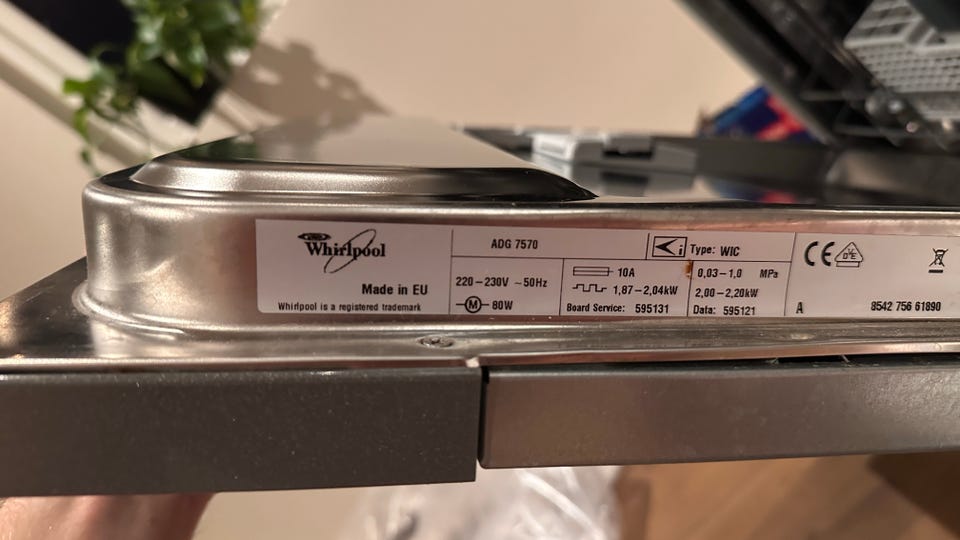 Whirlpool
Made in EU
Whirlpool is a registered trademark
ADG 7570
220-230V ~50Hz
M 80W
10A
1,87-2,04kW
Board Service: 595131
i Type: WIC
0,03-1,0 MPa
2,00-2,20kW
Data: 595121
CE
A 8542 756 61890